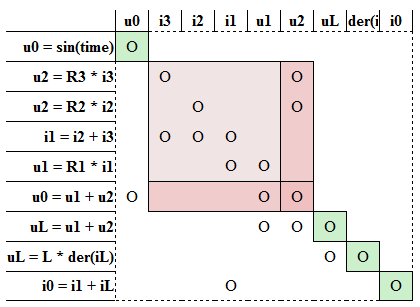 u0 i3 i2 i1 u1 u2 uL der(i i0
u0 = sin(time) O
u2 = R3 * i3 O O
u2 = R2 * i2 O O
i1 = i2 + i3 O O O
u1 = R1 * i1 O O
u0 = u1 + u2 O O O
uL = u1 + u2 O O O
uL = L * der(iL) O O
i0 = i1 + iL O O